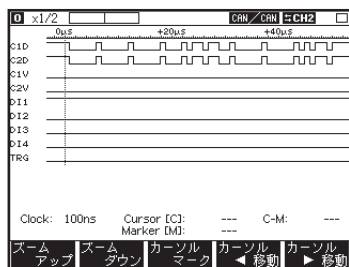 0 x1/2 CAN/CAN ⇆CH2
0μS +20μS +40μS
C1D
C2D
C1V
C2V
DI1
DI2
DI3
DI4
TRG
Clock: 100ns Cursor [C]: --- C-M: ---
Marker [M]: ---
ズーム アップ ズーム ダウン カーソル マーク カーソル ◀ 移動 カーソル ▶ 移動